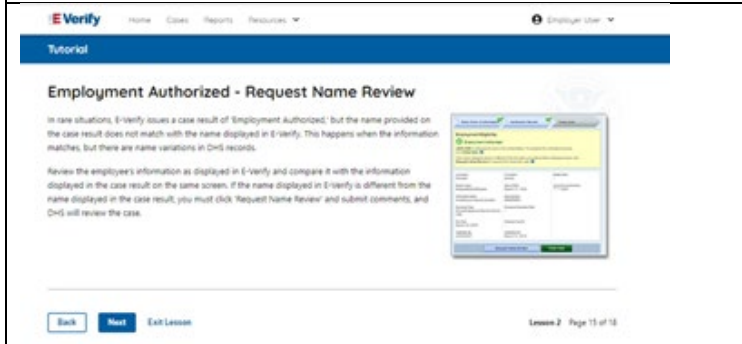 E-Verify Home Cases Reports Resources Employer User
Tutorial
Employment Authorized - Request Name Review
In rare situations, E-Verify issues a case result of 'Employment Authorized,' but the name provided on
the case result does not match with the name displayed in E-Verify. This happens when the information
matches, but there are name variations in DHS records.
Review the employee's information as displayed in E-Verify and compare it with the information
displayed in the case result on the same screen. If the name displayed in E-Verify is different from the
name displayed in the case result, you must click 'Request Name Review' and submit comments, and
DHS will review the case.
Back Next Exit Lesson Lesson 2 Page 15 of 18